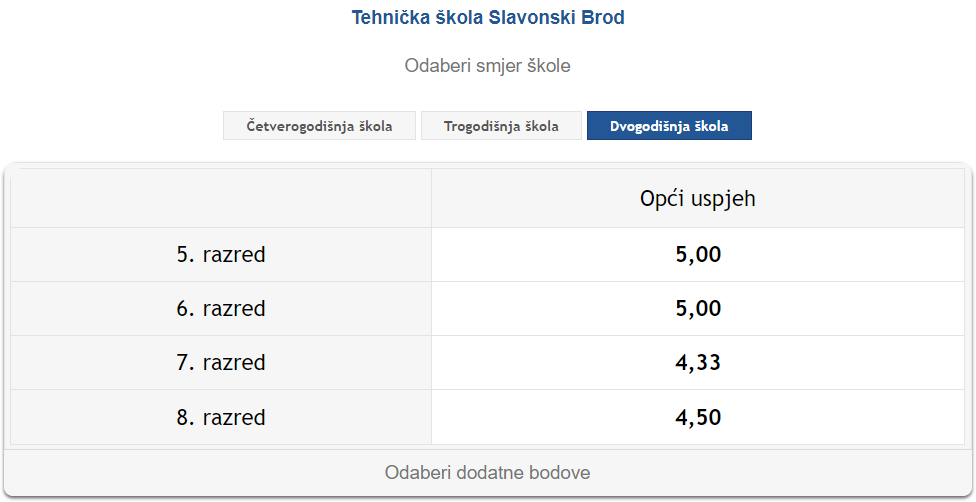 Tehnička škola Slavonski Brod
Odaberi smjer škole
Četverogodišnja škola Trogodišnja škola Dvogodišnja škola
Opći uspjeh
5. razred 5,00
6. razred 5,00
7. razred 4,33
8. razred 4,50
Odaberi dodatne bodove